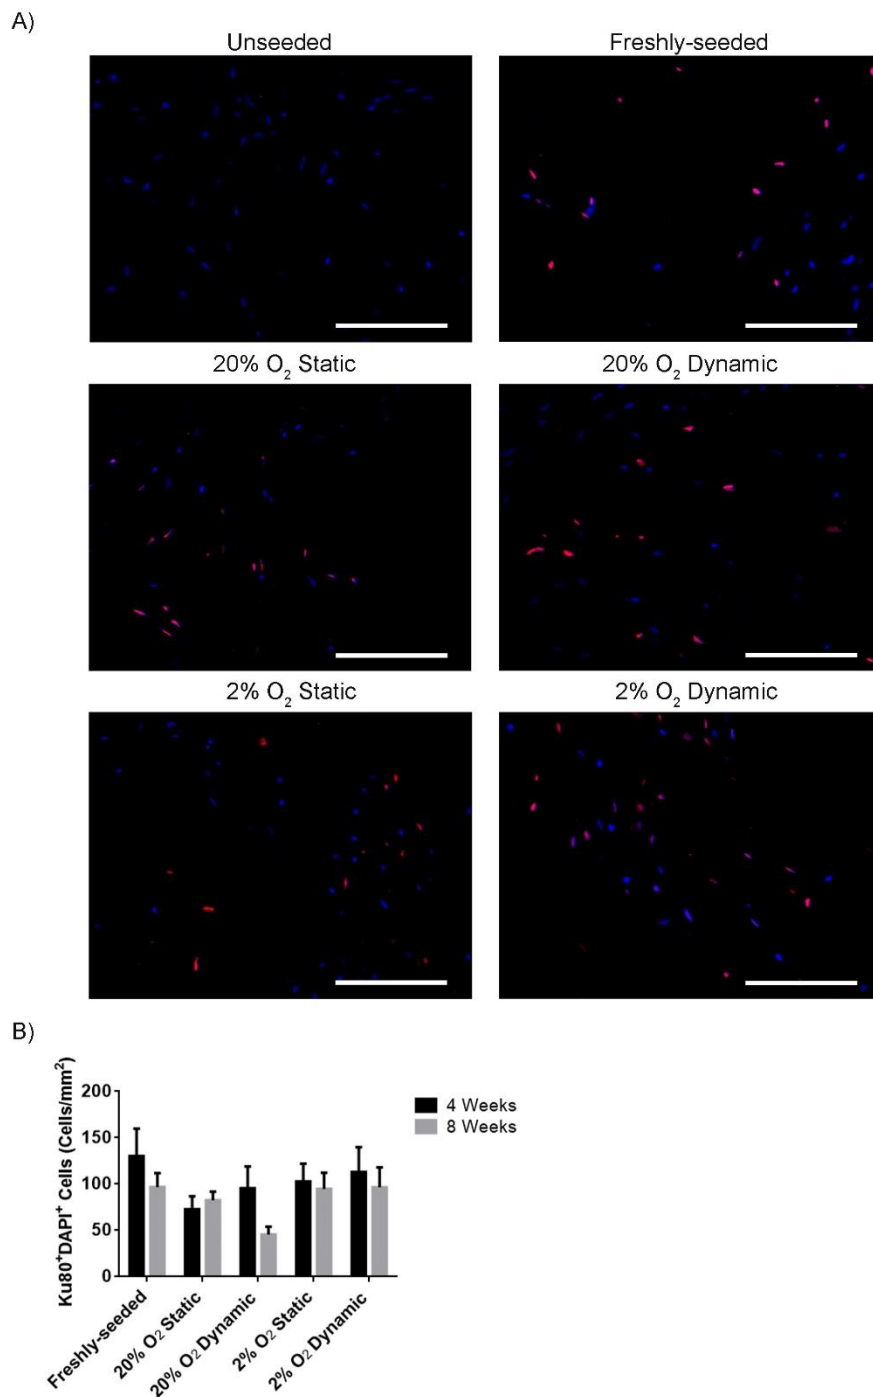 A)
Unseeded
Freshly-seeded
20% O₂ Static
20% O₂ Dynamic
2% O₂ Static
2% O₂ Dynamic
B)
Ku80⁺DAPI⁺ Cells (Cells/mm²)
200
150
100
50
0
4 Weeks
8 Weeks
Freshly-seeded
20% O₂ Static
20% O₂ Dynamic
2% O₂ Static
2% O₂ Dynamic